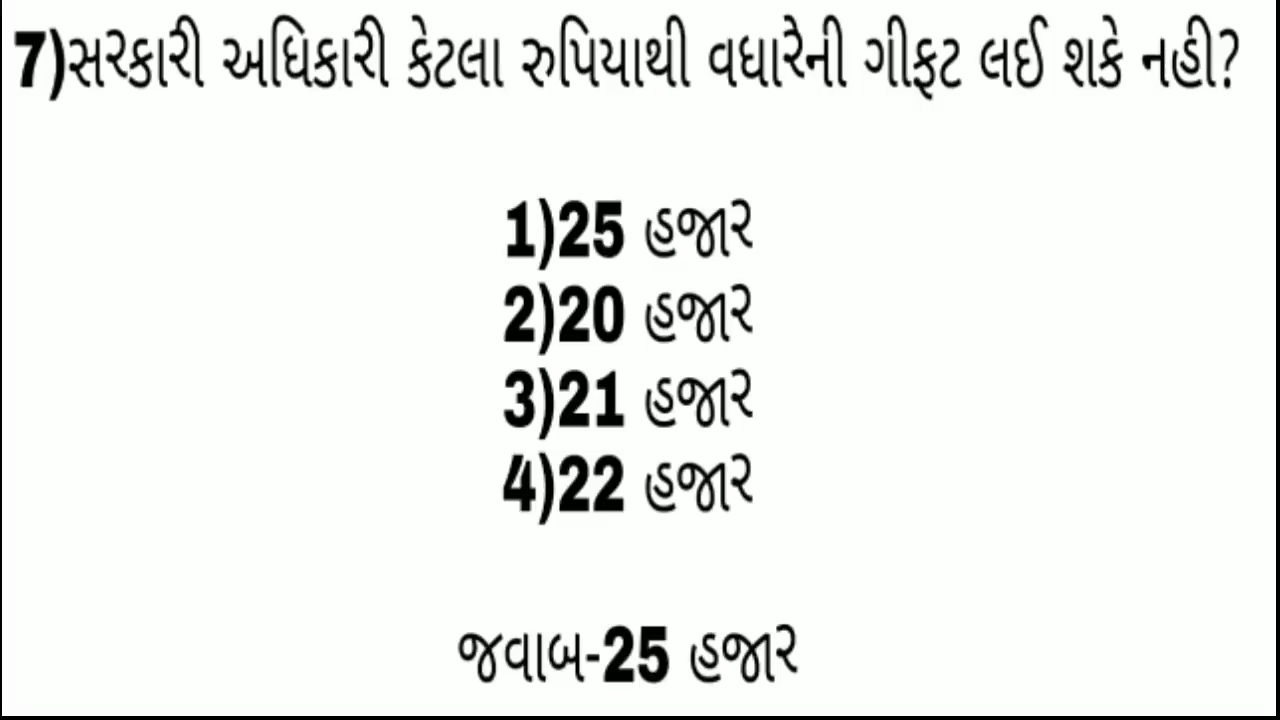 7)સરકારી અધિકારી કેટલા રુપિયાથી વધારેની ગીફટ લઈ શકે નહી?
1)25 હજાર
2)20 હજાર
3)21 હજાર
4)22 હજાર
જવાબ-25 હજાર